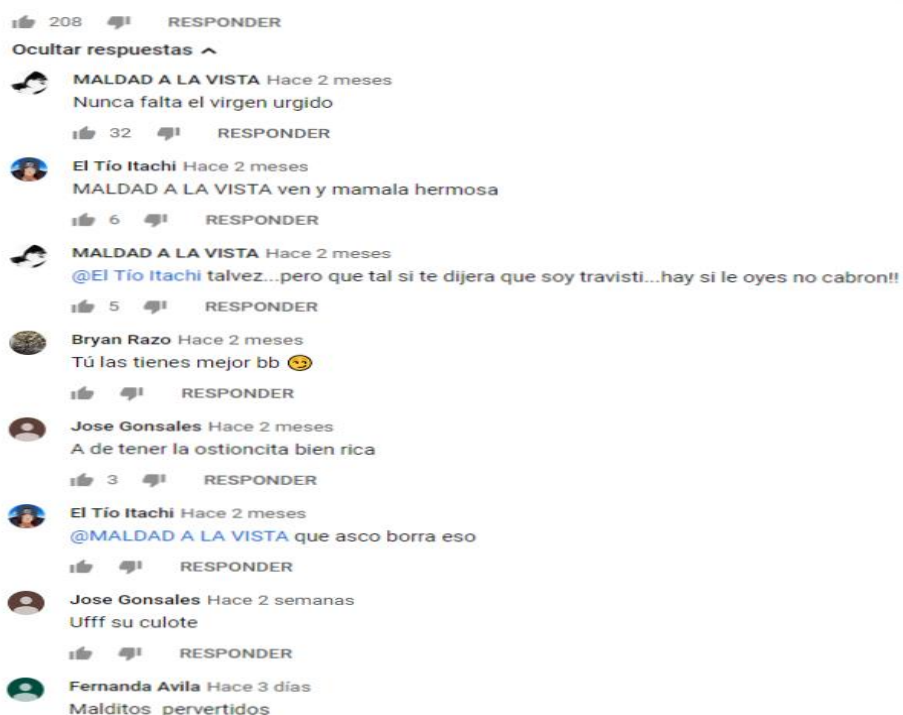 208 RESPONDER
Ocultar respuestas
MALDAD A LA VISTA Hace 2 meses
Nunca falta el virgen urgido
32 RESPONDER
El Tío Itachi Hace 2 meses
MALDAD A LA VISTA ven y mamala hermosa
6 RESPONDER
MALDAD A LA VISTA Hace 2 meses
@El Tío Itachi talvez...pero que tal si te dijera que soy travisti...hay si le oyes no cabron!!
5 RESPONDER
Bryan Razo Hace 2 meses
Tú las tienes mejor bb 😏
RESPONDER
Jose Gonsales Hace 2 meses
A de tener la ostioncita bien rica
3 RESPONDER
El Tío Itachi Hace 2 meses
@MALDAD A LA VISTA que asco borra eso
RESPONDER
Jose Gonsales Hace 2 semanas
Ufff su culote
RESPONDER
Fernanda Avila Hace 3 días
Malditos pervertidos